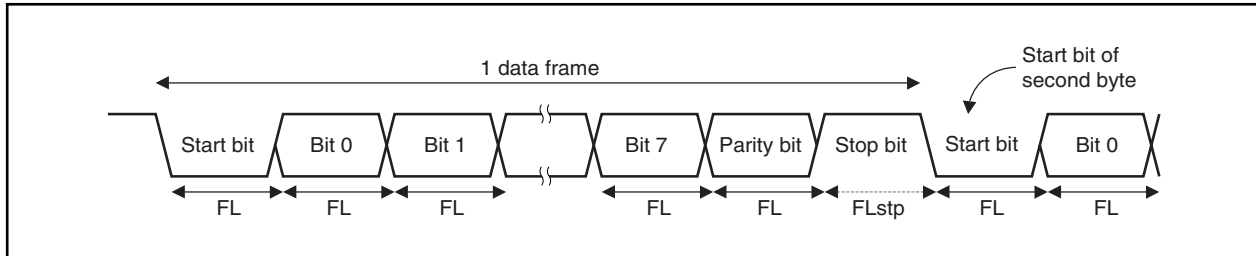 1 data frame
Start bit of
second byte
Start bit Bit 0 Bit 1 Bit 7 Parity bit Stop bit Start bit Bit 0
FL FL FL FL FL FLstp FL FL